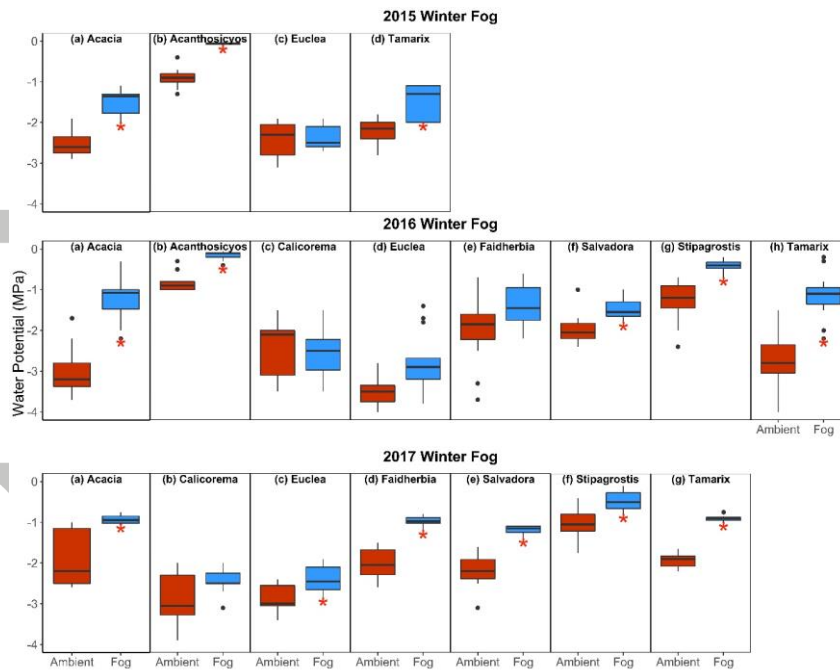 2015 Winter Fog
(a) Acacia (b) Acanthosicyos (c) Euclea (d) Tamarix
0
-1
-2
-3
-4
2016 Winter Fog
(a) Acacia (b) Acanthosicyos (c) Calicorema (d) Euclea (e) Faidherbia (f) Salvadora (g) Stipagrostis (h) Tamarix
0
-1
-2
-3
-4
Water Potential (MPa)
Ambient Fog
2017 Winter Fog
(a) Acacia (b) Calicorema (c) Euclea (d) Faidherbia (e) Salvadora (f) Stipagrostis (g) Tamarix
0
-1
-2
-3
-4
Ambient Fog Ambient Fog Ambient Fog Ambient Fog Ambient Fog Ambient Fog Ambient Fog